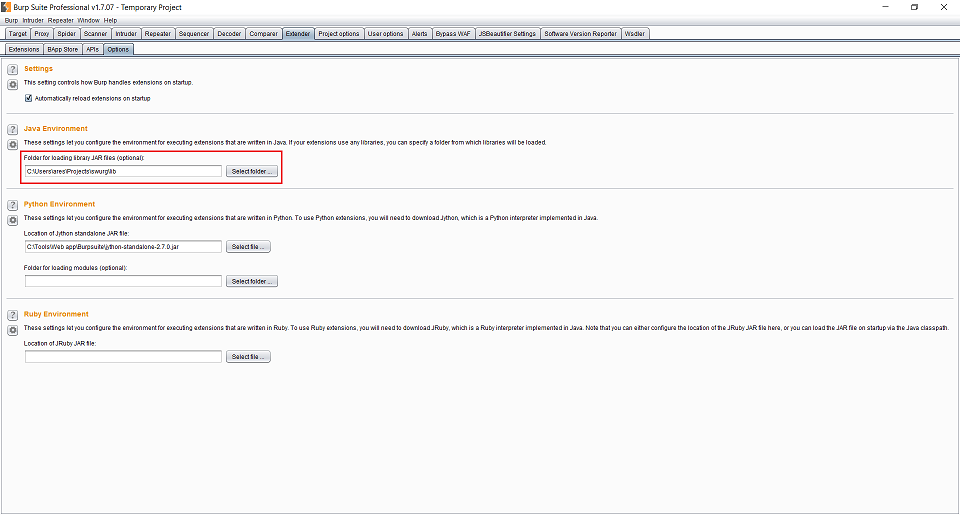 Burp Suite Professional v1.7.07 - Temporary Project
Burp Intruder Repeater Window Help
Target Proxy Spider Scanner Intruder Repeater Sequencer Decoder Comparer Extender Project options User options Alerts Bypass WAF JSBeautifier Settings Software Version Reporter Wsdler
Extensions BApp Store APIs Options
? Settings
This setting controls how Burp handles extensions on startup.
Automatically reload extensions on startup
? Java Environment
These settings let you configure the environment for executing extensions that are written in Java. If your extensions use any libraries, you can specify a folder from which libraries will be loaded.
Folder for loading library JAR files (optional):
C:\Users\ares\Projects\swurg\lib Select folder ...
? Python Environment
These settings let you configure the environment for executing extensions that are written in Python. To use Python extensions, you will need to download Jython, which is a Python interpreter implemented in Java.
Location of Jython standalone JAR file:
C:\Tools\Web app\Burpsuite\jython-standalone-2.7.0.jar Select file ...
Folder for loading modules (optional):
Select folder ...
? Ruby Environment
These settings let you configure the environment for executing extensions that are written in Ruby. To use Ruby extensions, you will need to download JRuby, which is a Ruby interpreter implemented in Java. Note that you can either configure the location of the JRuby JAR file here, or you can load the JAR file on startup via the Java classpath.
Location of JRuby JAR file:
Select file ...